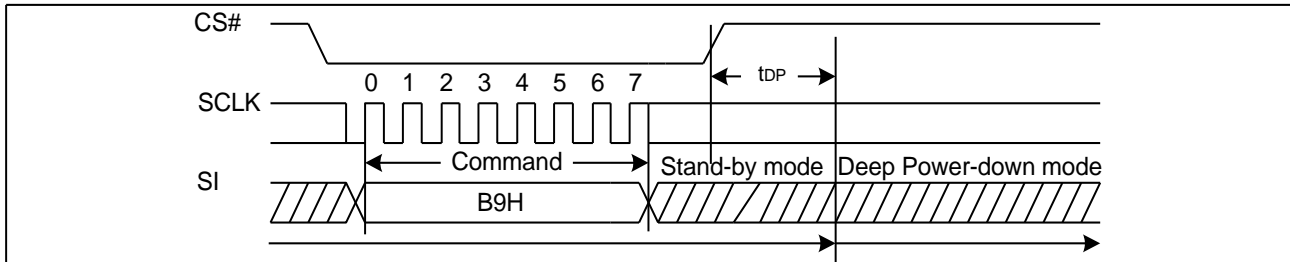 CS#
tDP
0 1 2 3 4 5 6 7
SCLK
Command
Stand-by mode Deep Power-down mode
SI
B9H